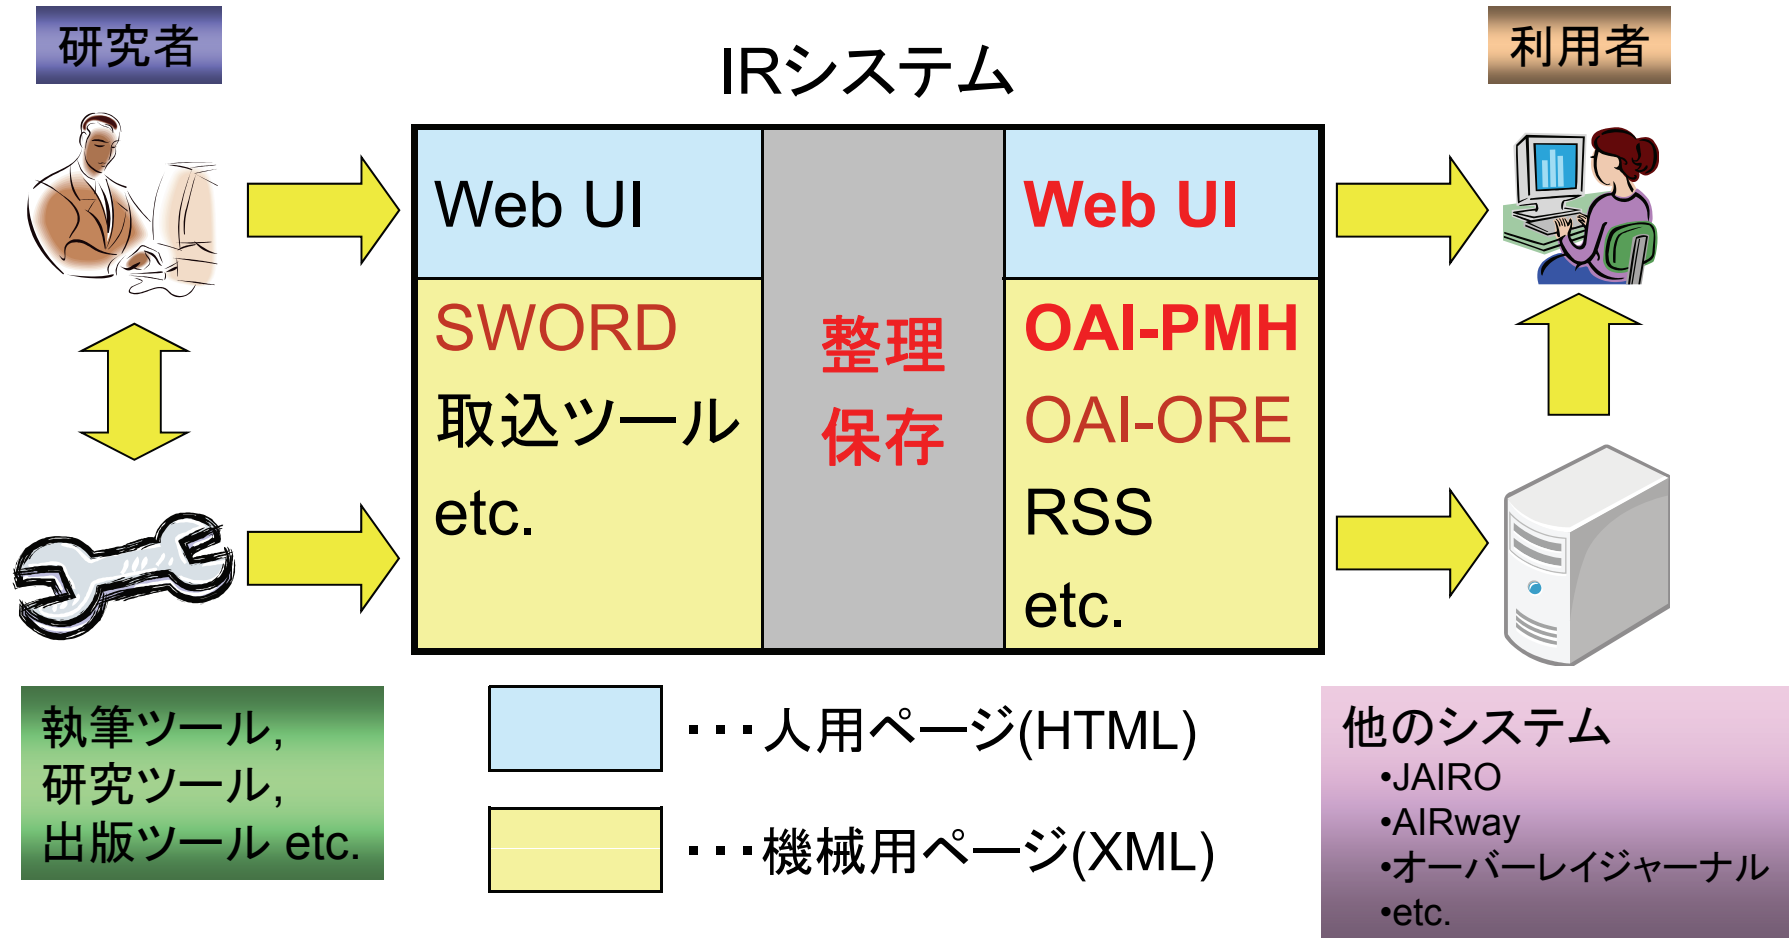 研究者
IRシステム
利用者
Web UI
SWORD
取込ツール
etc.
整理
保存
Web UI
OAI-PMH
OAI-ORE
RSS
etc.
執筆ツール,
研究ツール,
出版ツール etc.
･･･人用ページ(HTML)
･･･機械用ページ(XML)
他のシステム
•JAIRO
•AIRway
•オーバーレイジャーナル
•etc.